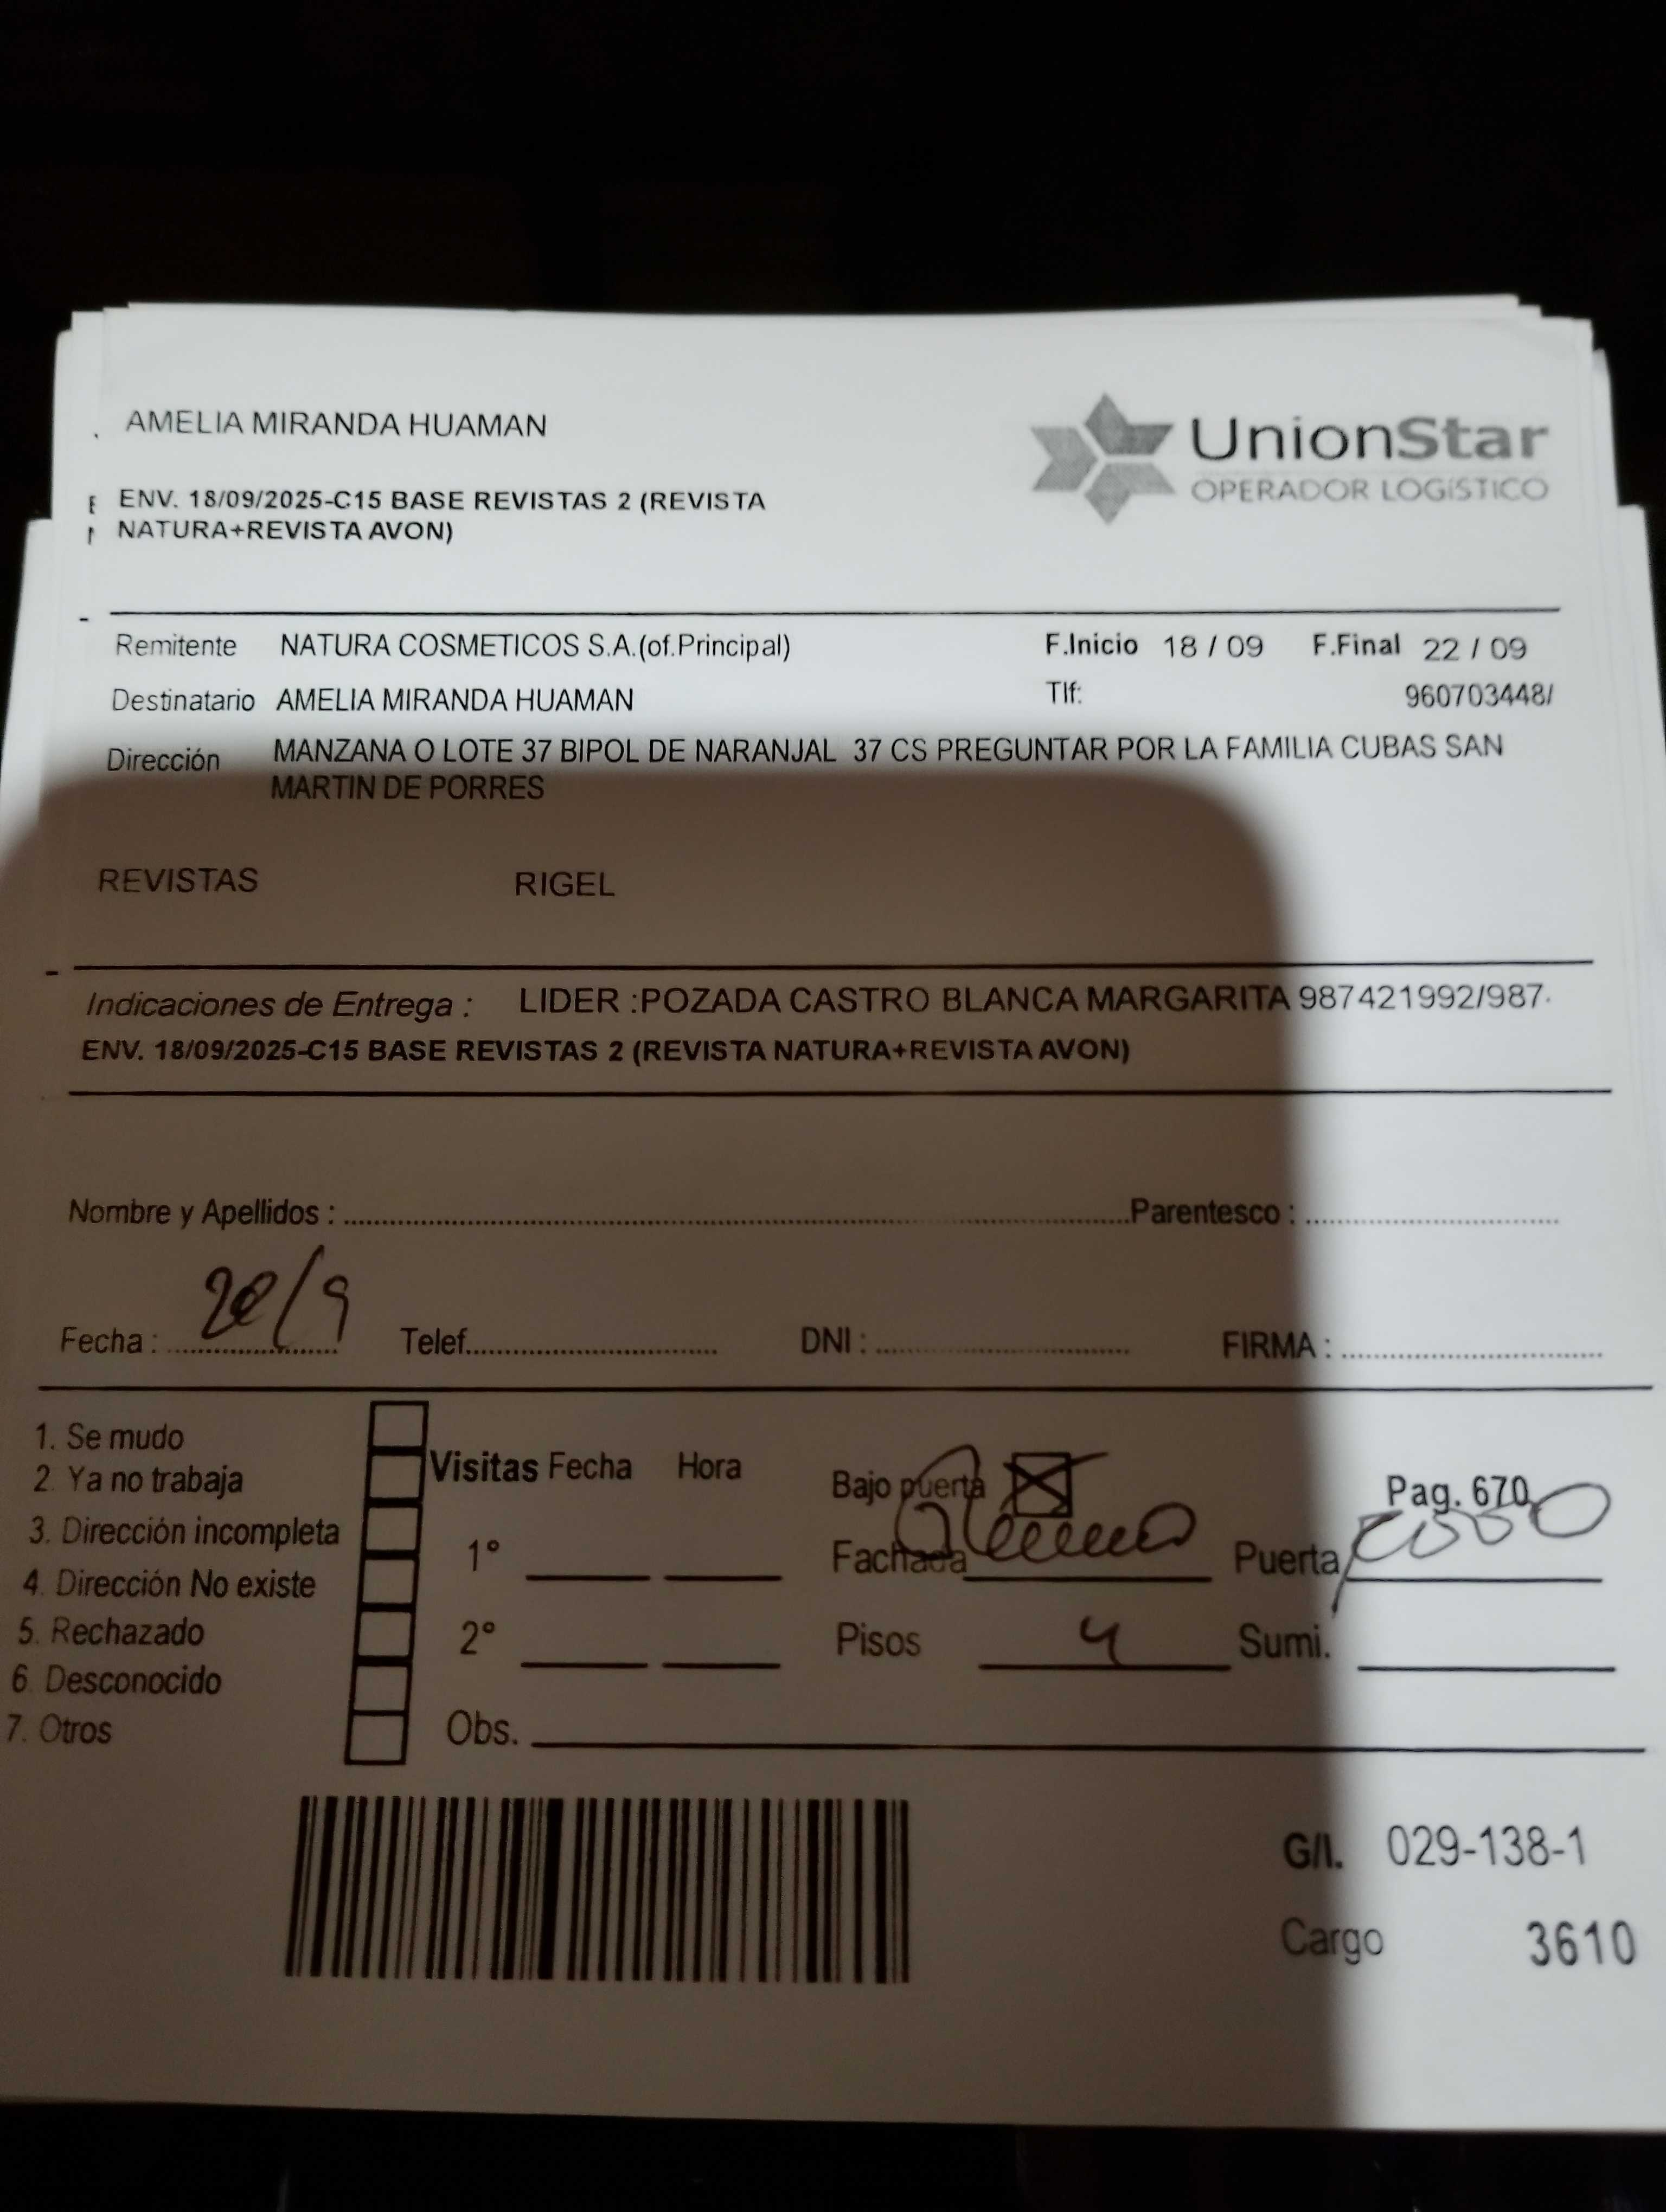 AMELIA MIRANDA HUAMAN
UnionStar
OPERADOR LOGÍSTICO
ENV. 18/09/2025-C15 BASE REVISTAS 2 (REVISTA
NATURA+REVISTA AVON)
Remitente NATURA COSMETICOS S.A.(of.Principal) F.Inicio 18 / 09 F.Final 22 / 09
Destinatario AMELIA MIRANDA HUAMAN Tlf: 960703448/
Dirección MANZANA O LOTE 37 BIPOL DE NARANJAL 37 CS PREGUNTAR POR LA FAMILIA CUBAS SAN
MARTIN DE PORRES
REVISTAS RIGEL
Indicaciones de Entrega : LIDER :POZADA CASTRO BLANCA MARGARITA 987421992/987
ENV. 18/09/2025-C15 BASE REVISTAS 2 (REVISTA NATURA+REVISTA AVON)
Nombre y Apellidos : Parentesco :
Fecha : 20/9 Telef. DNI : FIRMA :
1. Se mudo
2. Ya no trabaja
3. Dirección incompleta
4. Dirección No existe
5. Rechazado
6. Desconocido
7. Otros
Visitas Fecha Hora
1°
2°
Obs.
Bajo puerta
Fachada Puerta
Pisos 4 Sumi.
Pag. 670
G/I. 029-138-1
Cargo 3610